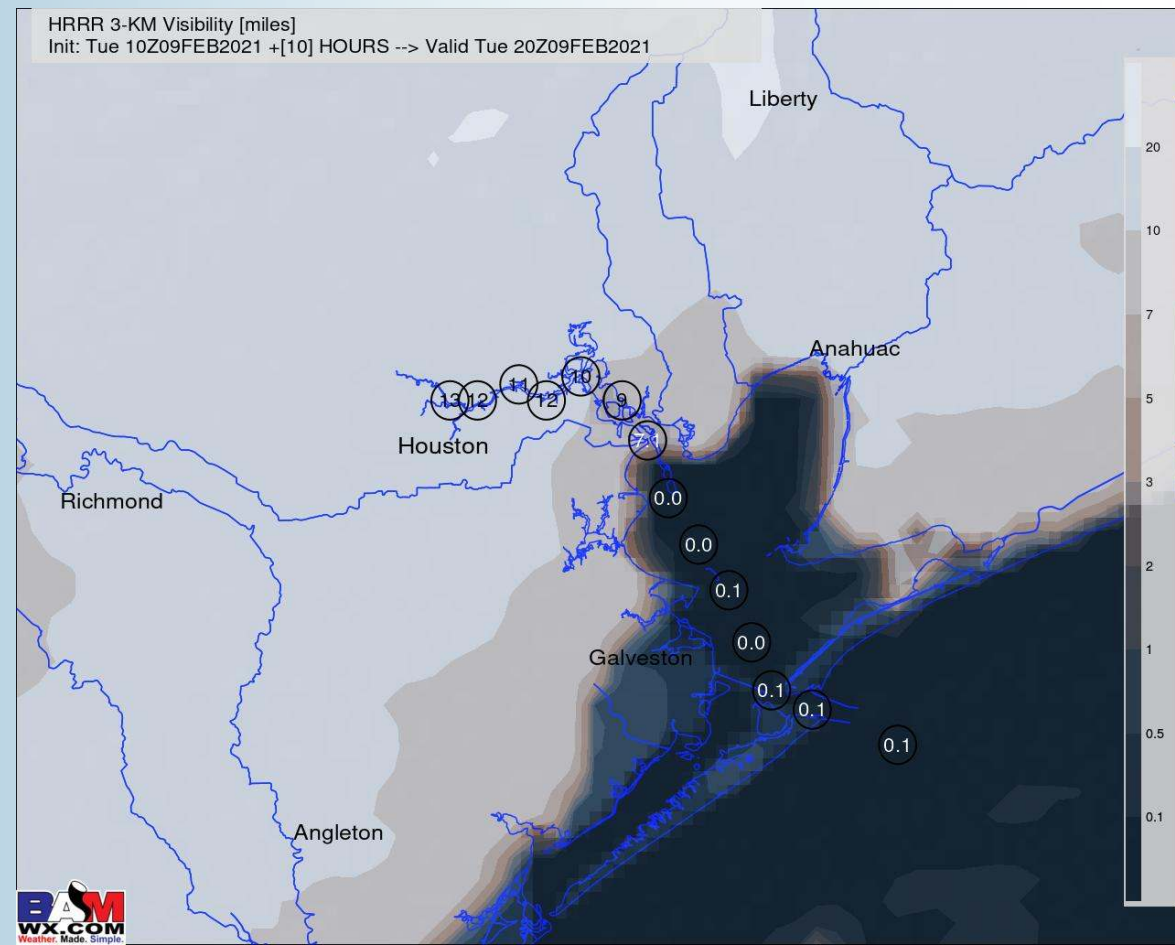 HRRR 3-KM Visibility [miles]
Init: Tue 10Z09FEB2021 +[10] HOURS --> Valid Tue 20Z09FEB2021
Liberty
20
10
7
Anahuac
10
11
13
12
12
9
5
7.1
Houston
3
Richmond
0.0
0.0
2
0.1
0.0
1
Galveston
0.1
0.1
0.5
0.1
0.1
Angleton
BAM
WX.COM
Weather. Made. Simple.